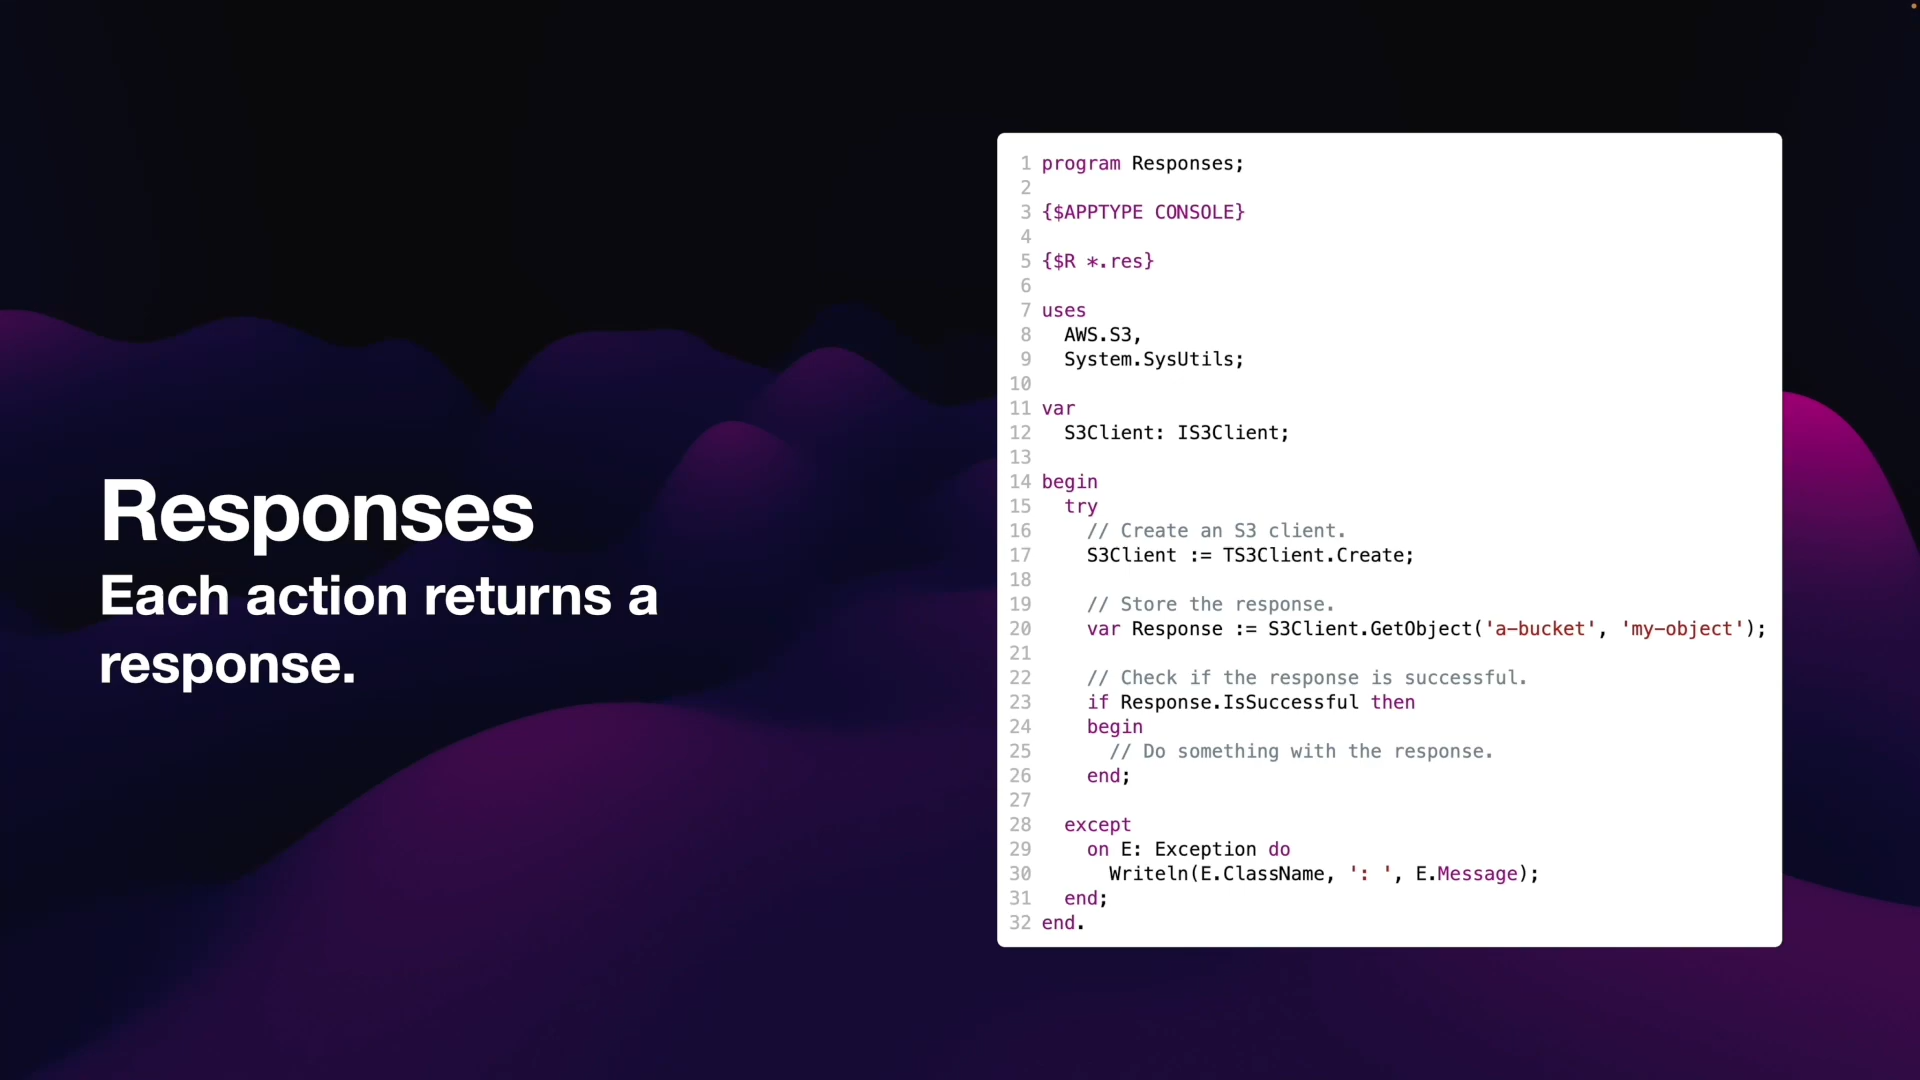 Responses
Each action returns a
response.
1 program Responses;
2
3 {$APPTYPE CONSOLE}
4
5 {$R *.res}
6
7 uses
8   AWS.S3,
9   System.SysUtils;
10
11 var
12   S3Client: IS3Client;
13
14 begin
15   try
16     // Create an S3 client.
17     S3Client := TS3Client.Create;
18
19     // Store the response.
20     var Response := S3Client.GetObject('a-bucket', 'my-object');
21
22     // Check if the response is successful.
23     if Response.IsSuccessful then
24     begin
25       // Do something with the response.
26     end;
27
28   except
29     on E: Exception do
30       Writeln(E.ClassName, ': ', E.Message);
31   end;
32 end.